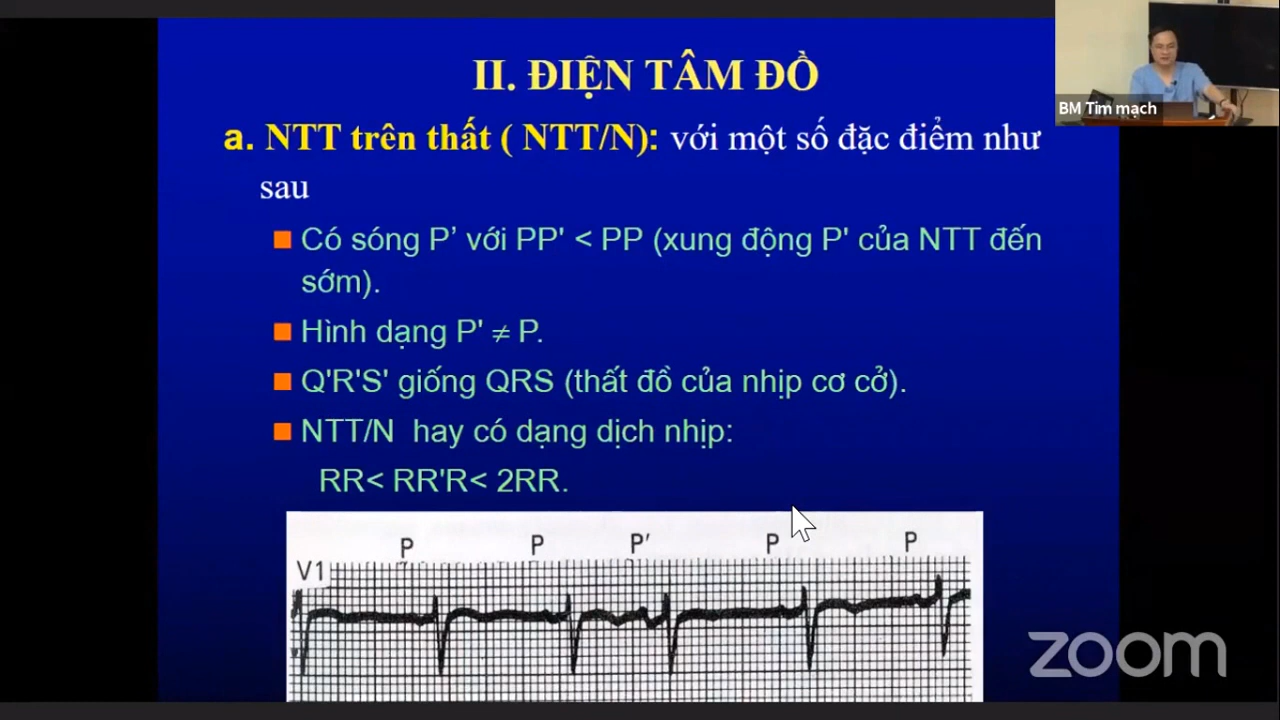 II. ĐIỆN TÂM ĐỒ
BM Tim mạch
a. NTT trên thất ( NTT/N): với một số đặc điểm như
sau
Có sóng P’ với PP' < PP (xung động P' của NTT đến
sớm).
Hình dạng P' ≠ P.
Q'R'S' giống QRS (thất đồ của nhịp cơ cở).
NTT/N hay có dạng dịch nhịp:
RR< RR'R< 2RR.
P P P′ P P
V1
zoom